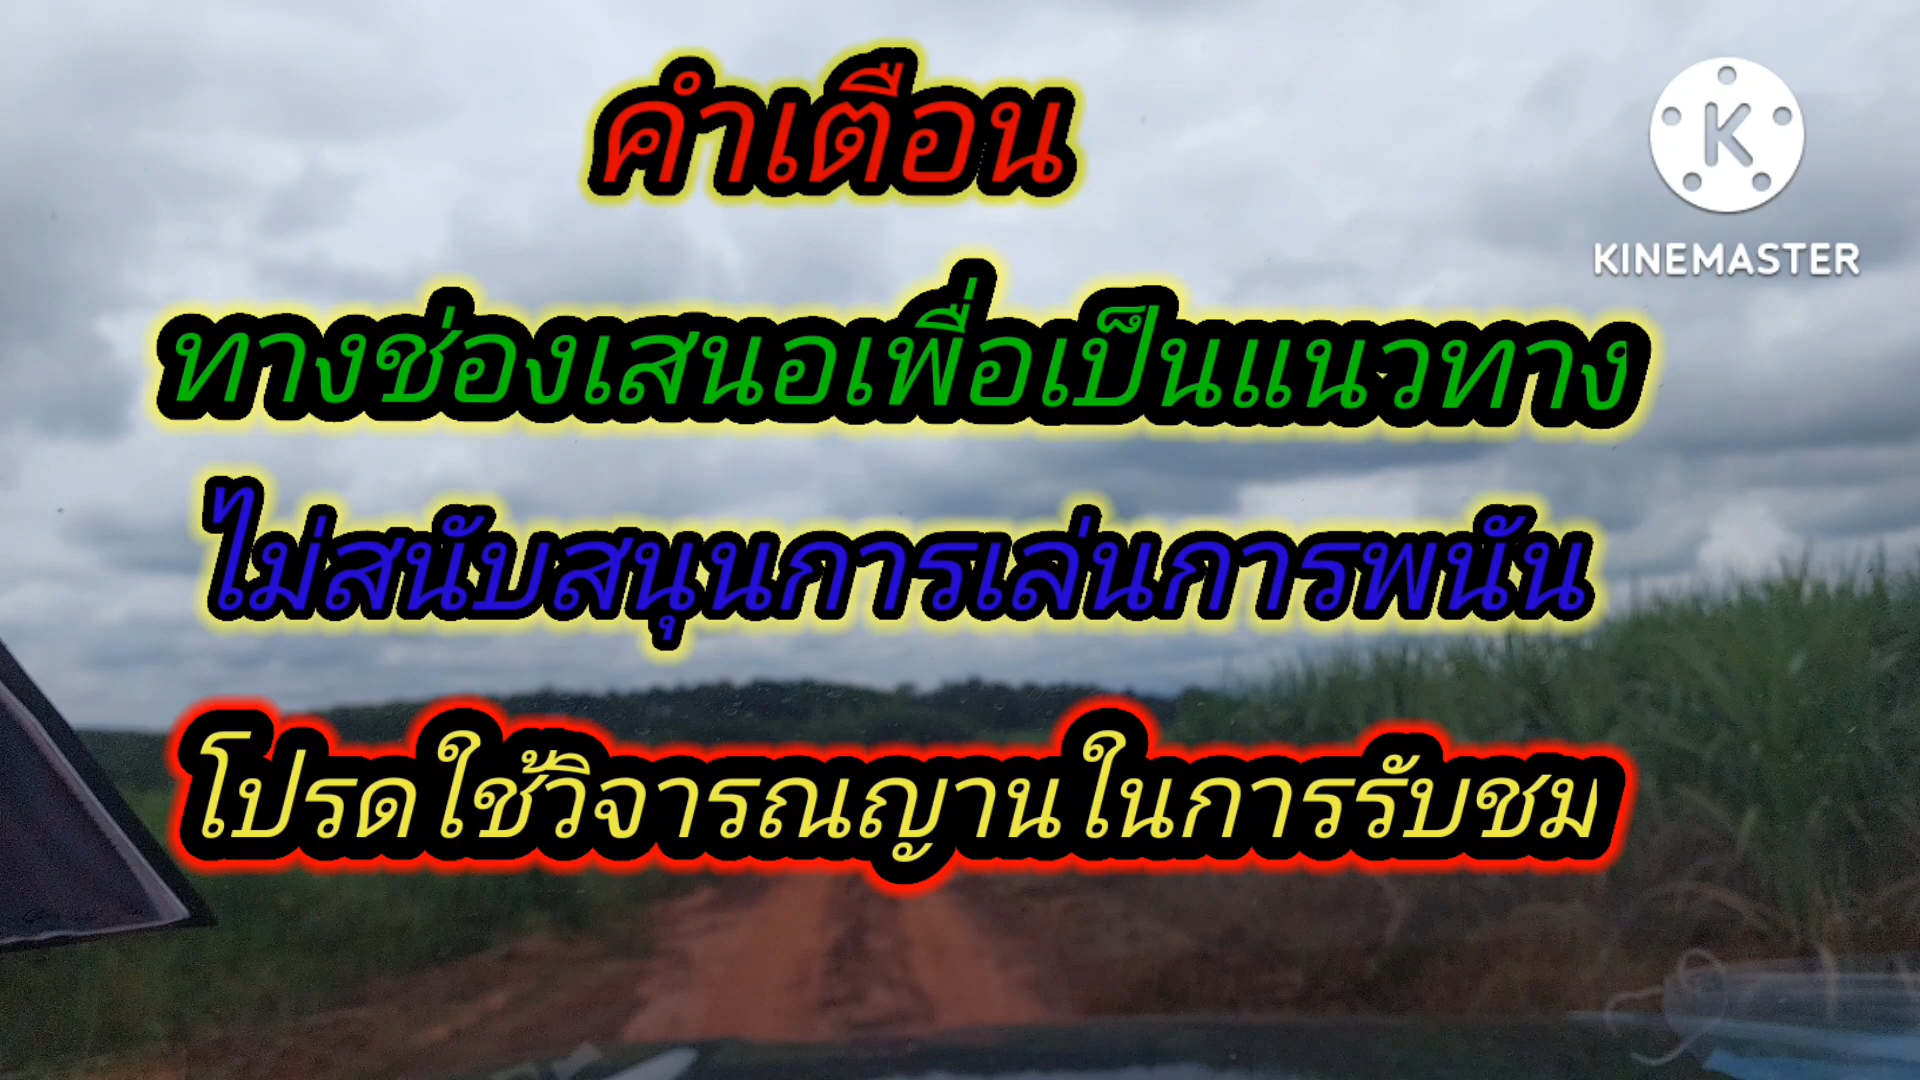 คำเตือน
KINEMASTER
ทางช่องเสนอเพื่อเป็นแนวทาง
ไม่สนับสนุนการเล่นการพนัน
โปรดใช้วิจารณญานในการรับชม